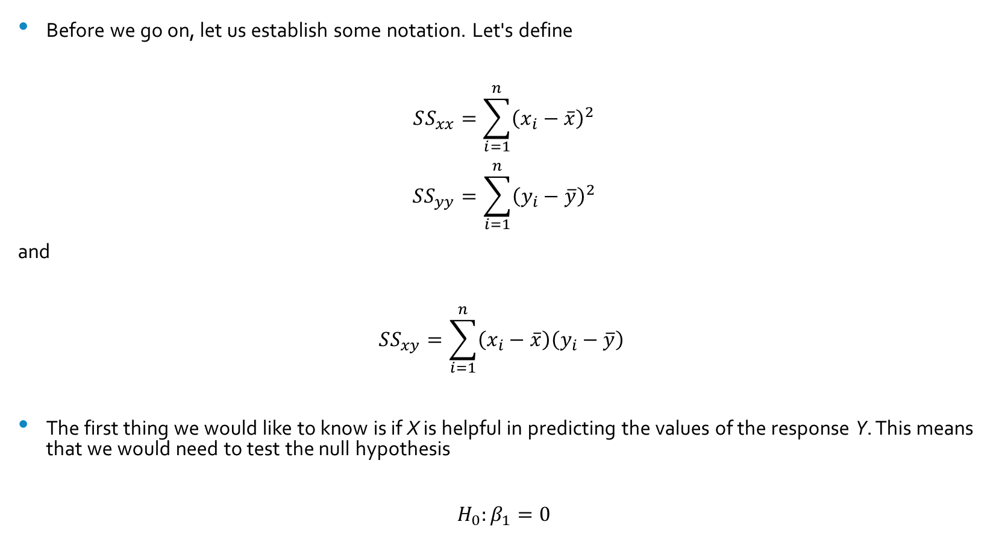 • Before we go on, let us establish some notation. Let's define
$SS_{xx} = \sum_{i=1}^{n}(x_i - \bar{x})^2$
$SS_{yy} = \sum_{i=1}^{n}(y_i - \bar{y})^2$
and
$SS_{xy} = \sum_{i=1}^{n}(x_i - \bar{x})(y_i - \bar{y})$
• The first thing we would like to know is if X is helpful in predicting the values of the response Y. This means
that we would need to test the null hypothesis
$H_0: \beta_1 = 0$